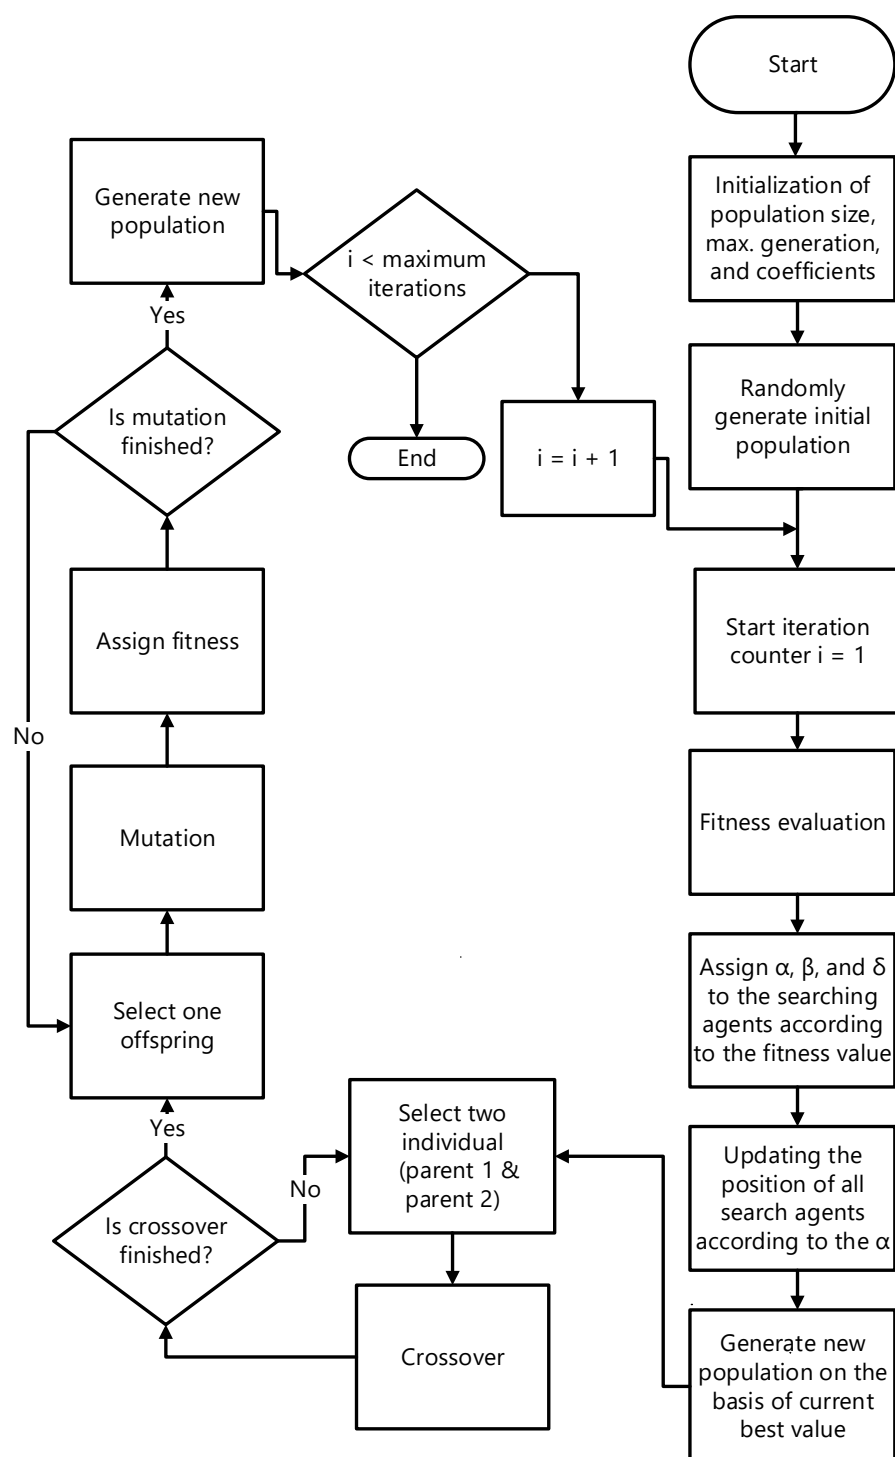 Start
Initialization of
population size,
max. generation,
and coefficients
Randomly
generate initial
population
Start iteration
counter i = 1
Fitness evaluation
Assign α, β, and δ
to the searching
agents according
to the fitness value
Updating the
position of all
search agents
according to the α
Generate new
population on the
basis of current
best value
Select two
individual
(parent 1 &
parent 2)
Crossover
Is crossover
finished?
No
Yes
Select one
offspring
Mutation
Assign fitness
Is mutation
finished?
No
Yes
Generate new
population
i < maximum
iterations
End
i = i + 1